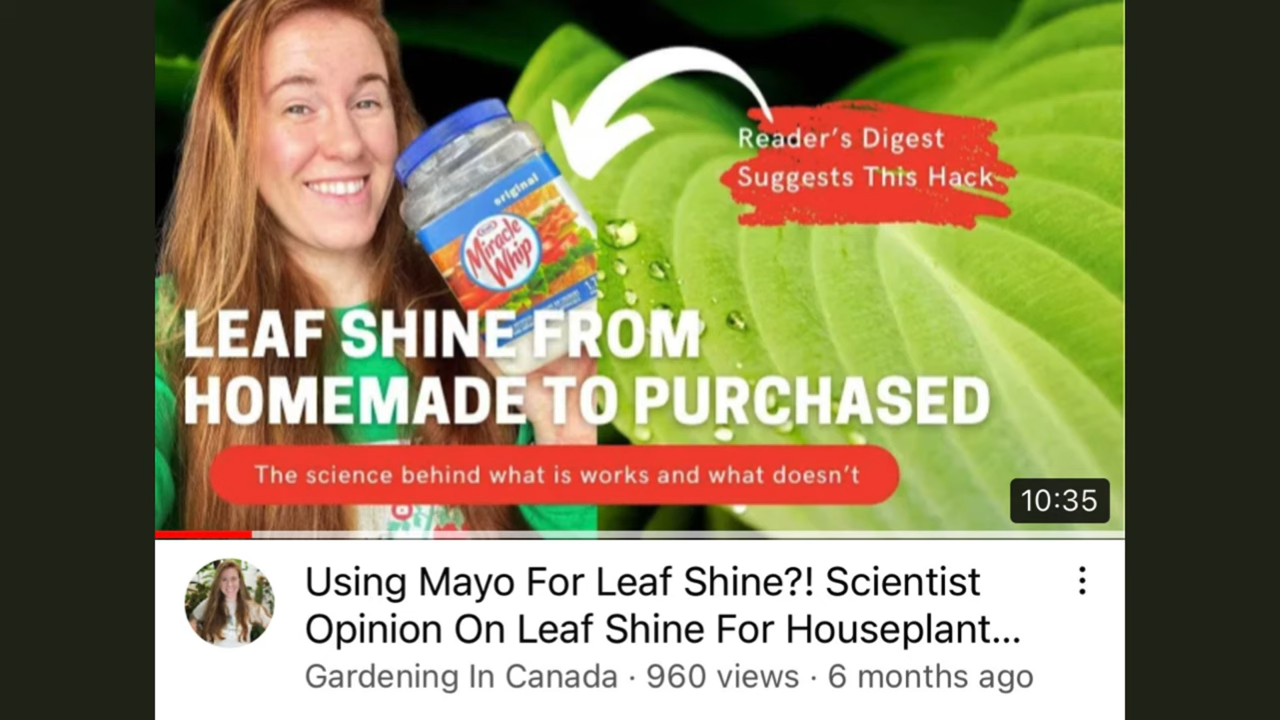 Reader's Digest
Suggests This Hack
original
Miracle
Whip
LEAF SHINE FROM
HOMEMADE TO PURCHASED
The science behind what is works and what doesn't
10:35
Using Mayo For Leaf Shine?! Scientist
Opinion On Leaf Shine For Houseplant...
Gardening In Canada · 960 views · 6 months ago